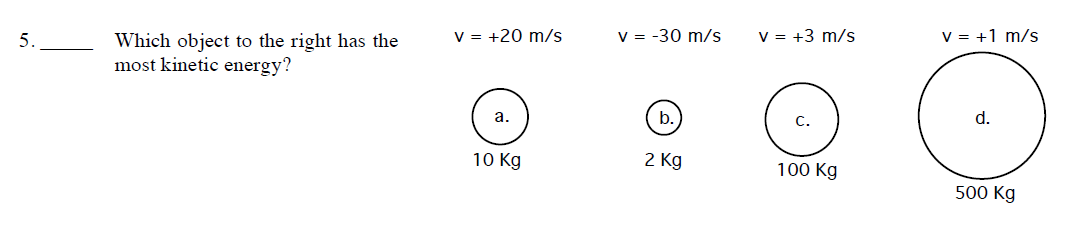 5. ______ Which object to the right has the
most kinetic energy?
v = +20 m/s
v = -30 m/s
v = +3 m/s
v = +1 m/s
a.
b.
c.
d.
10 Kg
2 Kg
100 Kg
500 Kg